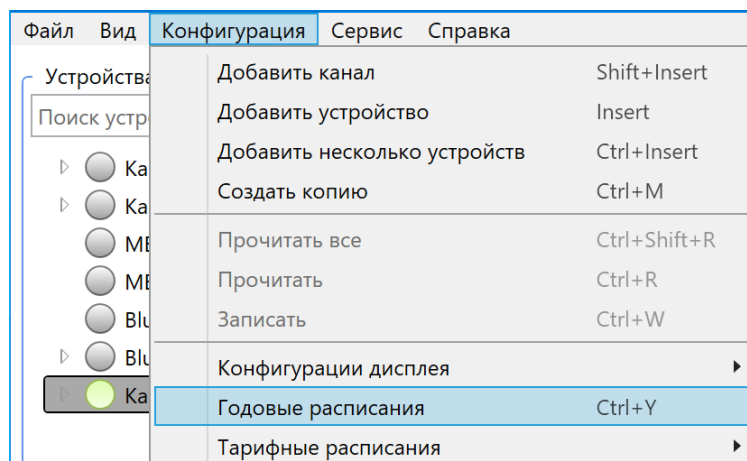 Файл Вид Конфигурация Сервис Справка
Устройства
Поиск
Добавить канал Shift+Insert
Добавить устройство Insert
Добавить несколько устройств Ctrl+Insert
Создать копию Ctrl+M
Прочитать все Ctrl+Shift+R
Прочитать Ctrl+R
Записать Ctrl+W
Конфигурации дисплея
Годовые расписания Ctrl+Y
Тарифные расписания